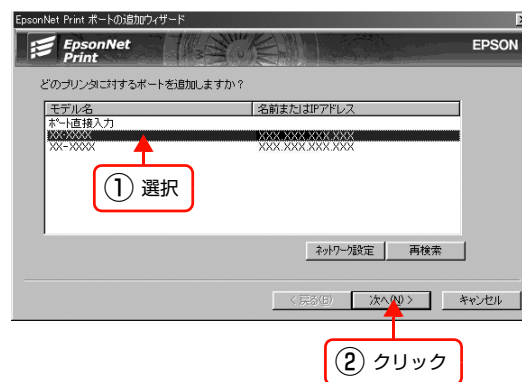 EpsonNet Print ポートの追加ウィザード
EpsonNet
Print
EPSON
どのプリンタに対するポートを追加しますか？
モデル名 名前またはIPアドレス
ポート直接入力
XX-XXXX XXX.XXX.XXX.XXX
XX-XXXX XXX.XXX.XXX.XXX
① 選択
ネットワーク設定 再検索
< 戻る(B) 次へ(N) > キャンセル
② クリック